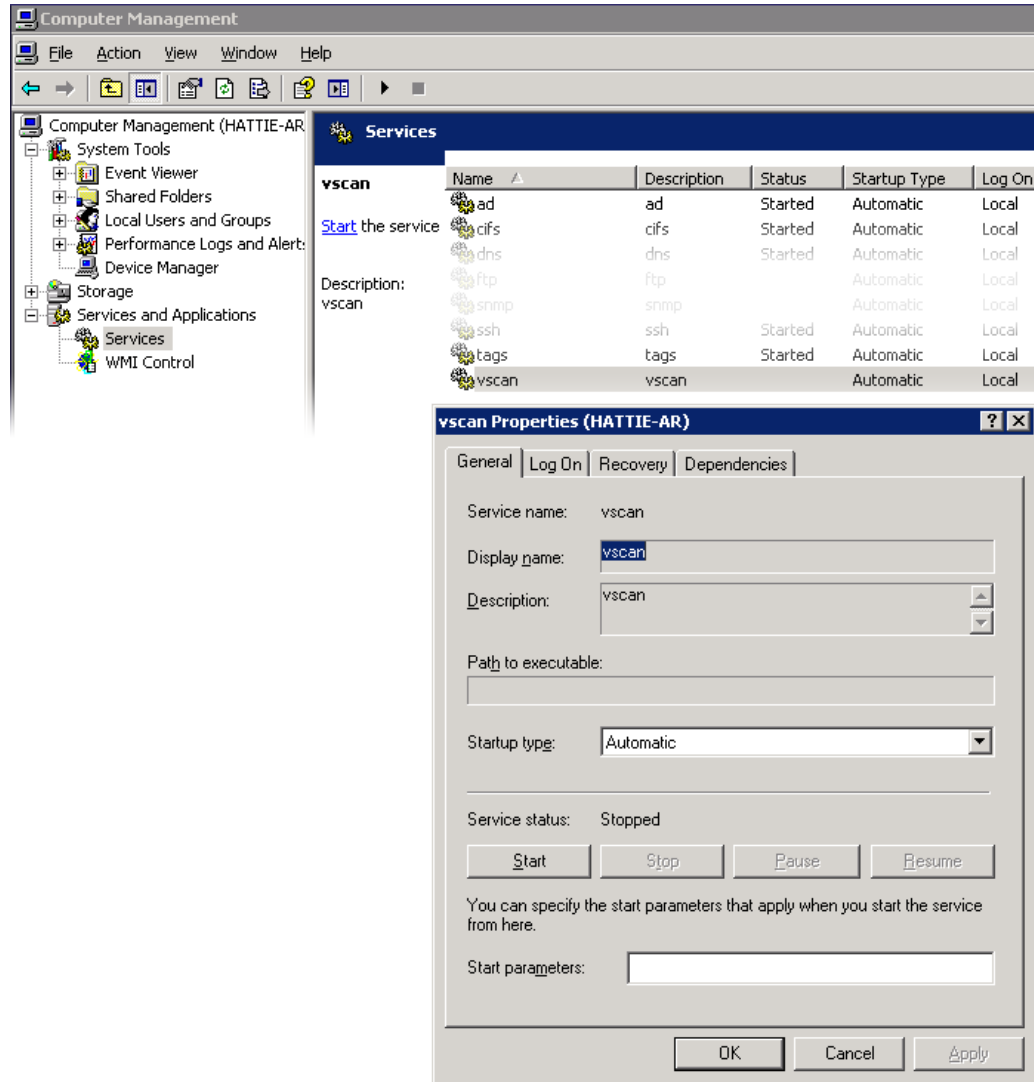 Computer Management
File Action View Window Help
Computer Management (HATTIE-AR
System Tools
Event Viewer
Shared Folders
Local Users and Groups
Performance Logs and Alert
Device Manager
Storage
Services and Applications
Services
WMI Control
Services
vscan
Start the service
Description:
vscan
Name Description Status Startup Type Log On
ad ad Started Automatic Local
cifs cifs Started Automatic Local
dns dns Started Automatic Local
ftp ftp Automatic Local
snmp snmp Automatic Local
ssh ssh Started Automatic Local
tags tags Started Automatic Local
vscan vscan Automatic Local
vscan Properties (HATTIE-AR)
General Log On Recovery Dependencies
Service name: vscan
Display name: vscan
Description: vscan
Path to executable:
Startup type: Automatic
Service status: Stopped
Start Stop Pause Resume
You can specify the start parameters that apply when you start the service
from here.
Start parameters:
OK Cancel Apply